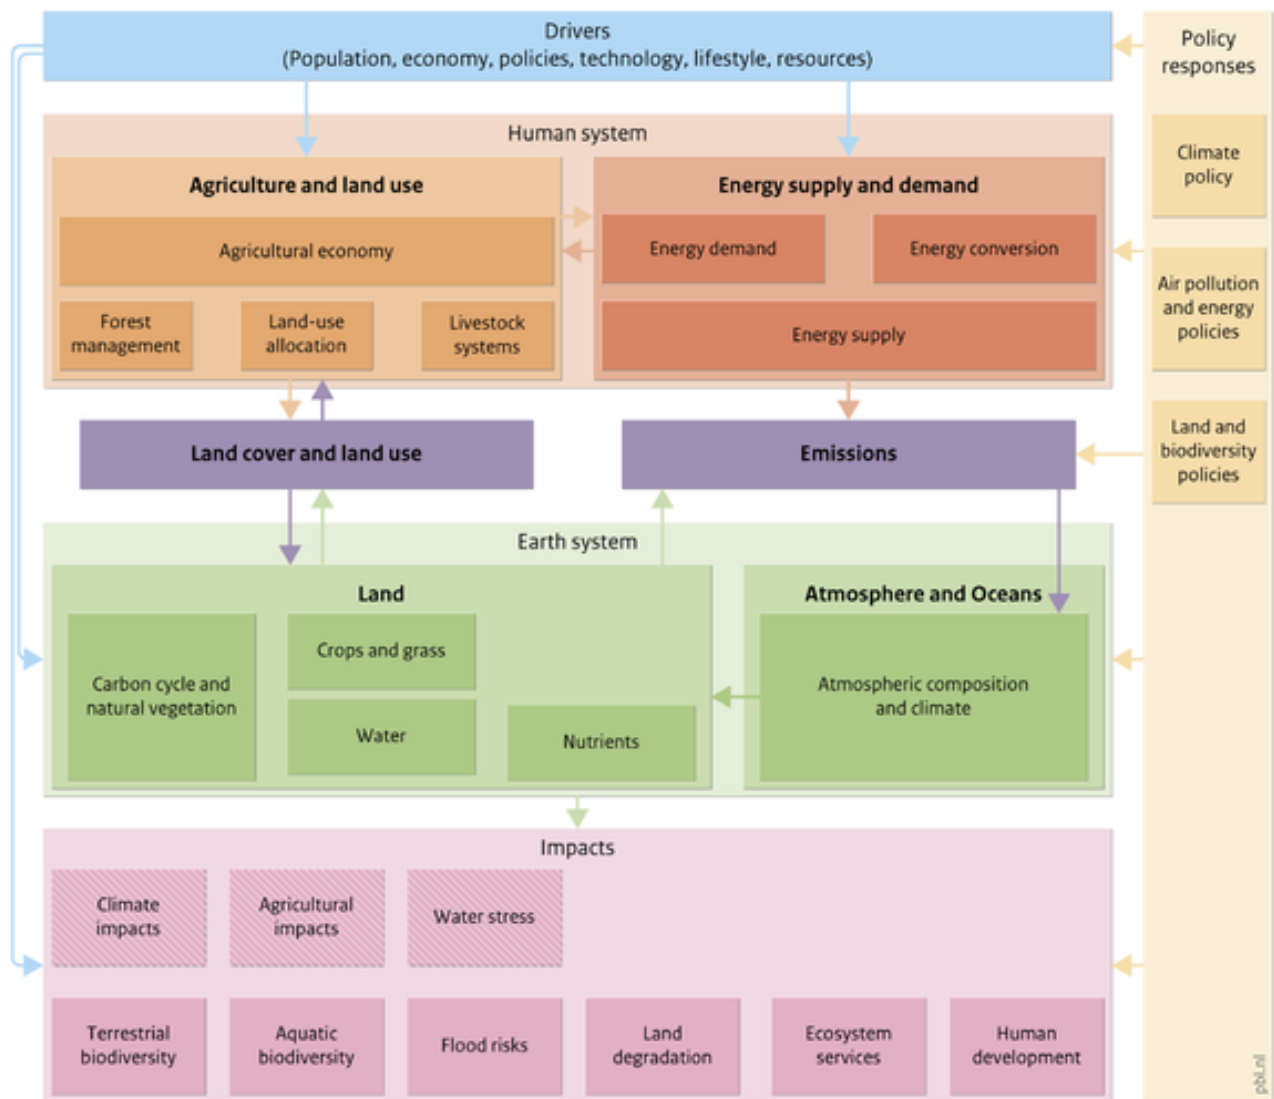 Drivers
(Population, economy, policies, technology, lifestyle, resources)
Policy
responses
Human system
Agriculture and land use
Energy supply and demand
Climate
policy
Agricultural economy
Energy demand
Energy conversion
Air pollution
and energy
policies
Forest
management
Land-use
allocation
Livestock
systems
Energy supply
Land cover and land use
Emissions
Land and
biodiversity
policies
Earth system
Land
Atmosphere and Oceans
Carbon cycle and
natural vegetation
Crops and grass
Water
Nutrients
Atmospheric composition
and climate
Impacts
Climate
impacts
Agricultural
impacts
Water stress
Terrestrial
biodiversity
Aquatic
biodiversity
Flood risks
Land
degradation
Ecosystem
services
Human
development
pbl.nl